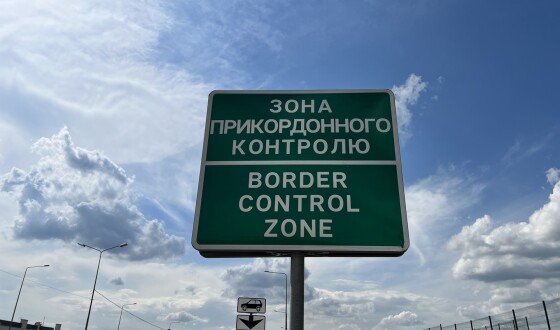 ЗОНА
ПРИКОРДОННОГО
КОНТРОЛЮ
BORDER
CONTROL
ZONE